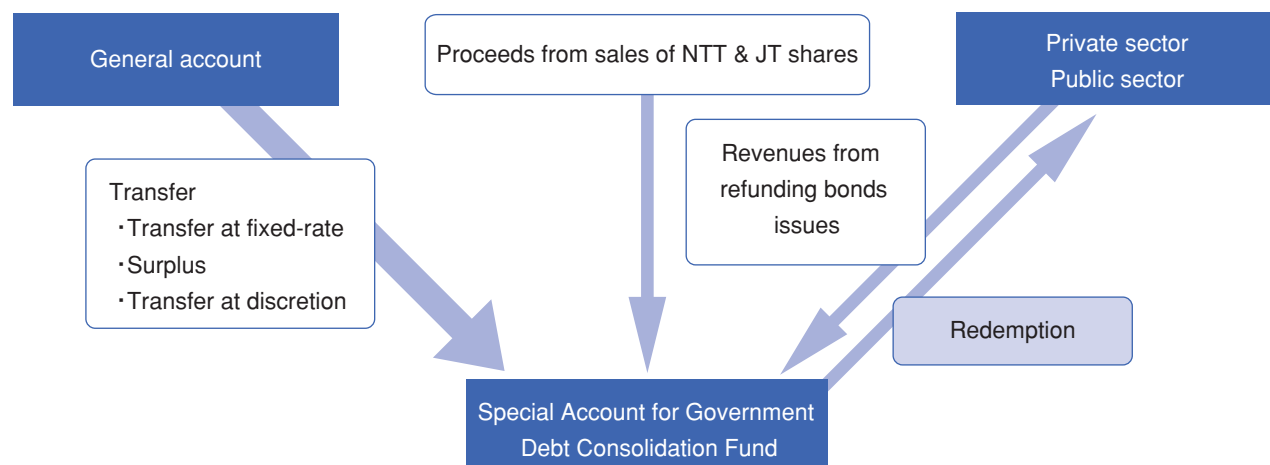 General account
Proceeds from sales of NTT & JT shares
Private sector
Public sector
Transfer
・Transfer at fixed-rate
・Surplus
・Transfer at discretion
Revenues from
refunding bonds
issues
Redemption
Special Account for Government
Debt Consolidation Fund